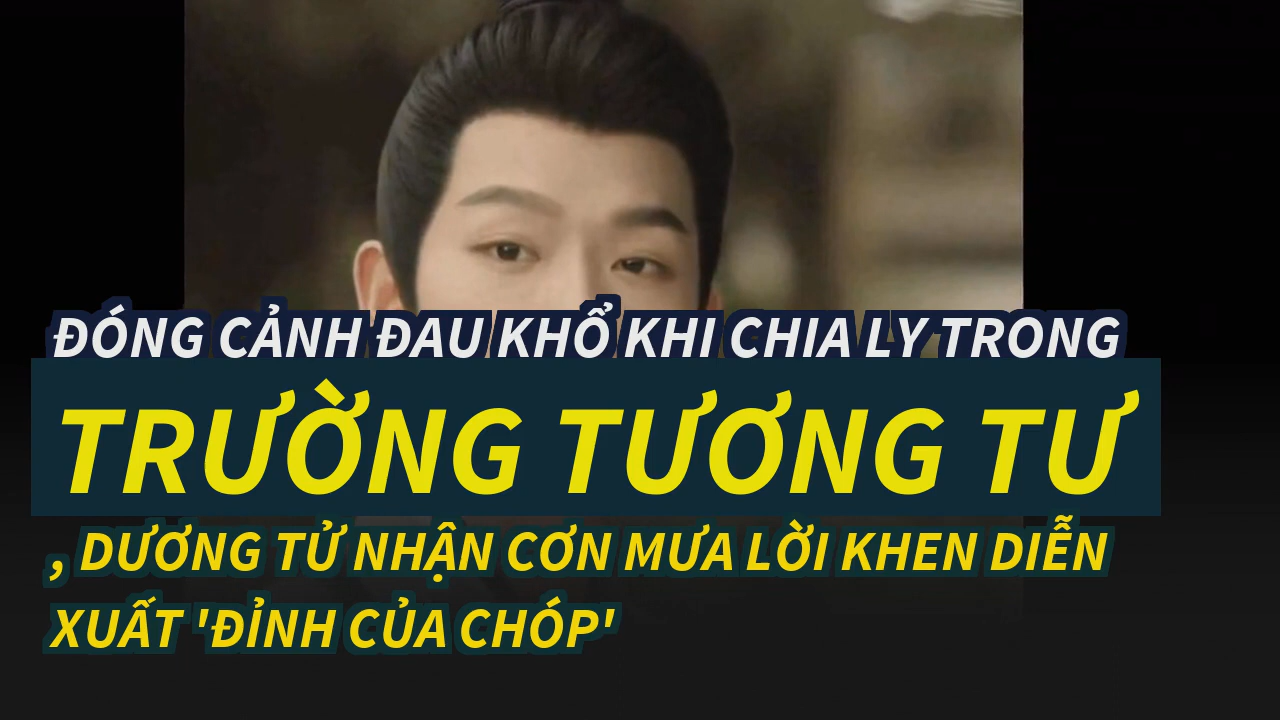 ĐÓNG CẢNH ĐAU KHỔ KHI CHIA LY TRONG
TRƯỜNG TƯƠNG TƯ
, DƯƠNG TỬ NHẬN CƠN MƯA LỜI KHEN DIỄN
XUẤT 'ĐỈNH CỦA CHÓP'